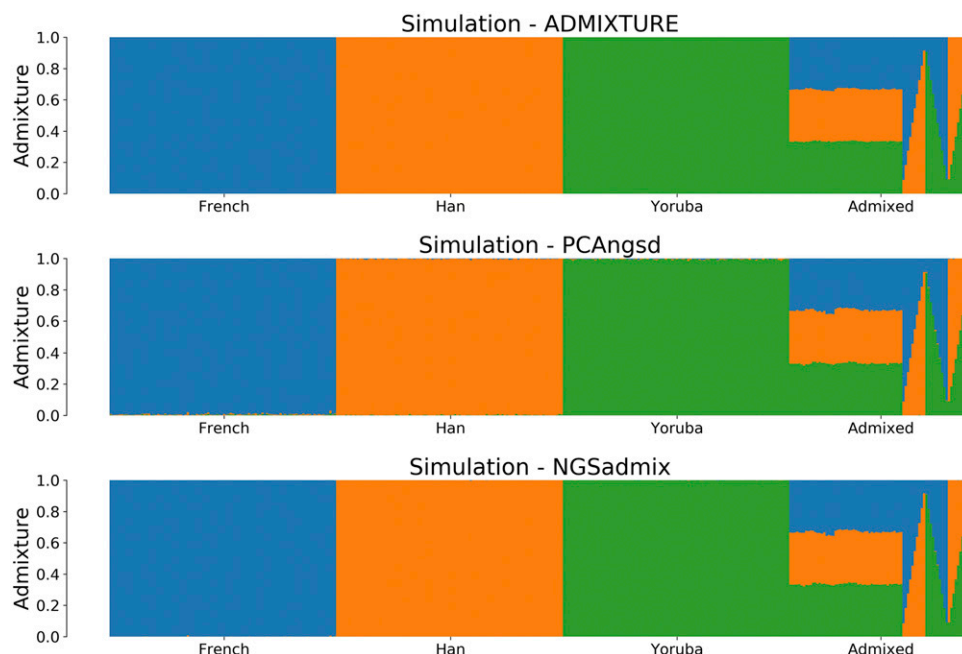 Simulation - ADMIXTURE
Admixture
1.0
0.8
0.6
0.4
0.2
0.0
French Han Yoruba Admixed
Simulation - PCAngsd
Admixture
1.0
0.8
0.6
0.4
0.2
0.0
French Han Yoruba Admixed
Simulation - NGSadmix
Admixture
1.0
0.8
0.6
0.4
0.2
0.0
French Han Yoruba Admixed